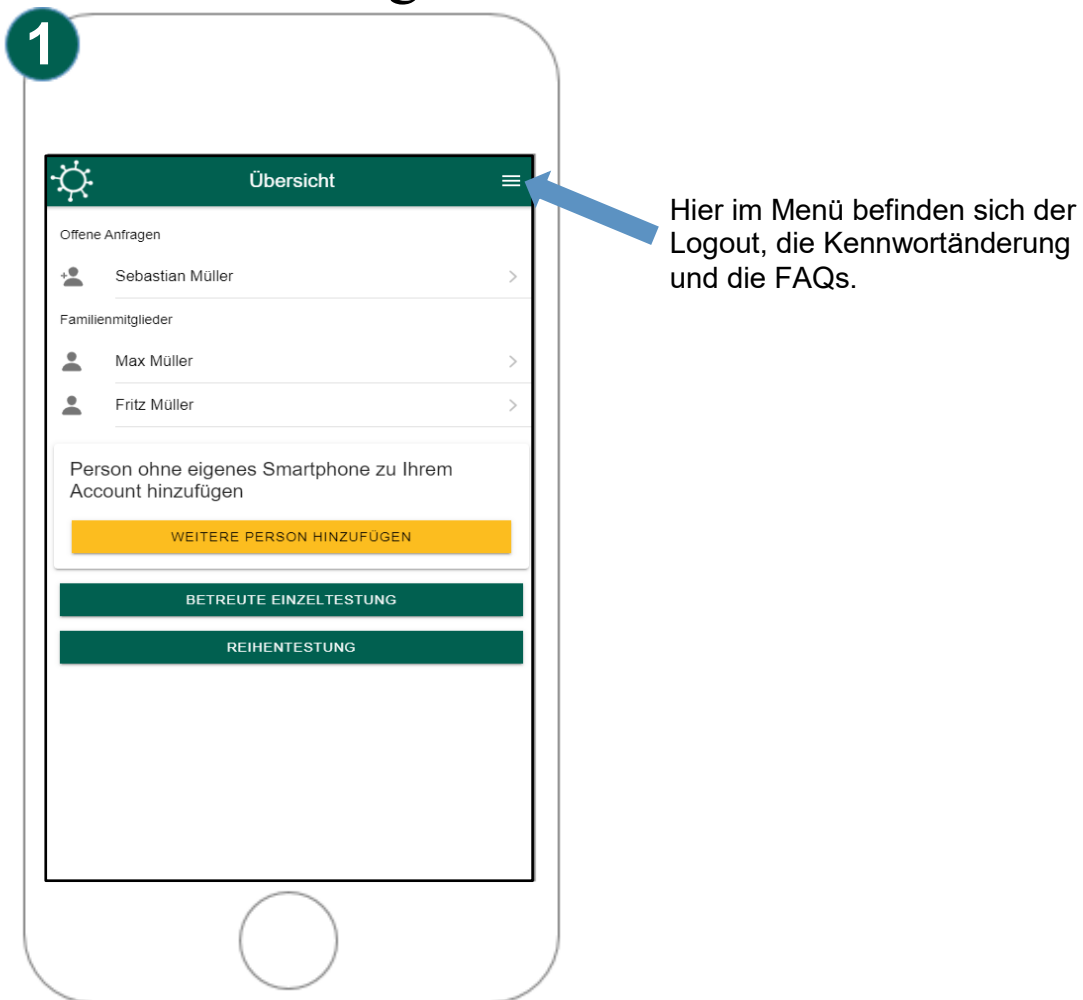 1
Übersicht
Hier im Menü befinden sich der
Logout, die Kennwortänderung
und die FAQs.
Offene Anfragen
Sebastian Müller
Familienmitglieder
Max Müller
Fritz Müller
Person ohne eigenes Smartphone zu Ihrem
Account hinzufügen
WEITERE PERSON HINZUFÜGEN
BETREUTE EINZELTESTUNG
REIHENTESTUNG